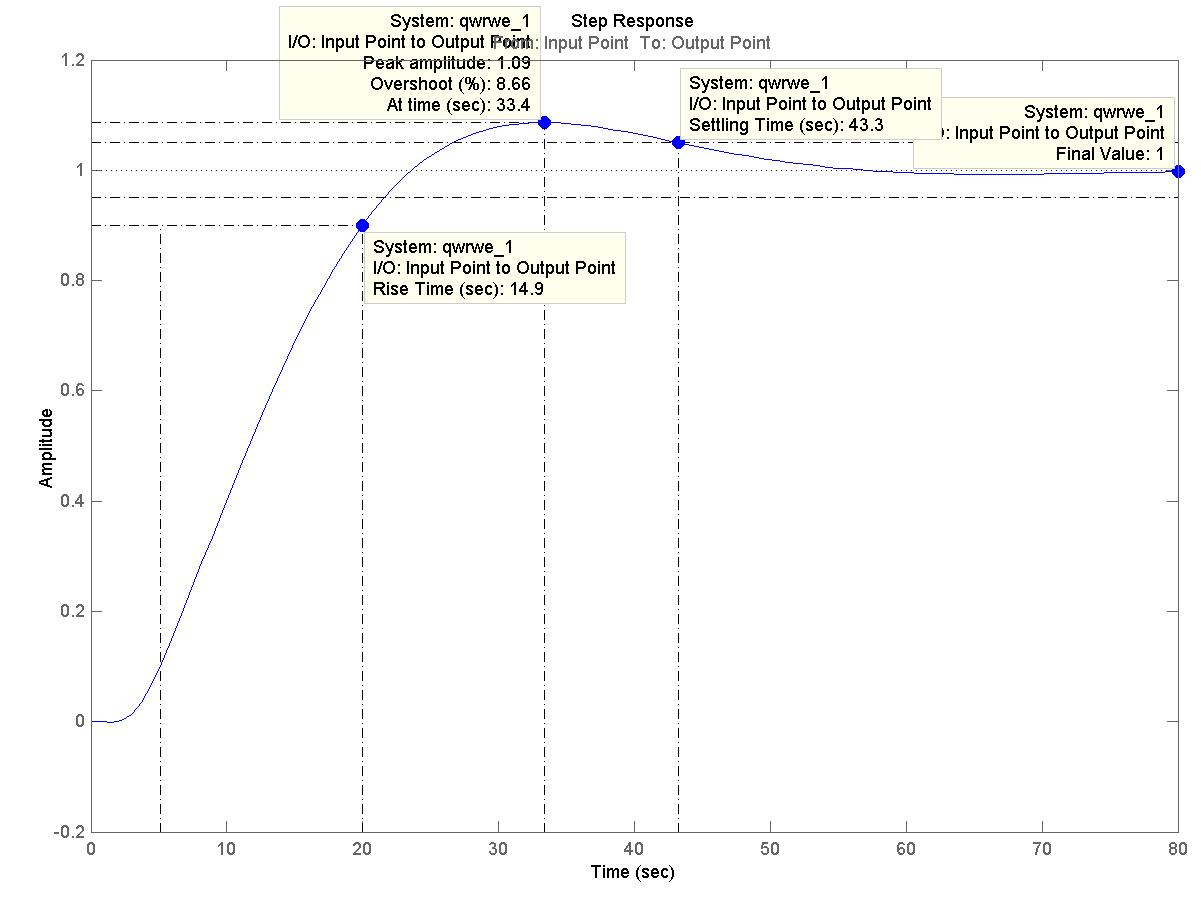 Step Response
From: Input Point To: Output Point
System: qwrwe_1
I/O: Input Point to Output Point
Peak amplitude: 1.09
Overshoot (%): 8.66
At time (sec): 33.4
System: qwrwe_1
I/O: Input Point to Output Point
Settling Time (sec): 43.3
System: qwrwe_1
: Input Point to Output Point
Final Value: 1
System: qwrwe_1
I/O: Input Point to Output Point
Rise Time (sec): 14.9
1.2
1
0.8
0.6
0.4
0.2
0
-0.2
Amplitude
0 10 20 30 40 50 60 70 80
Time (sec)